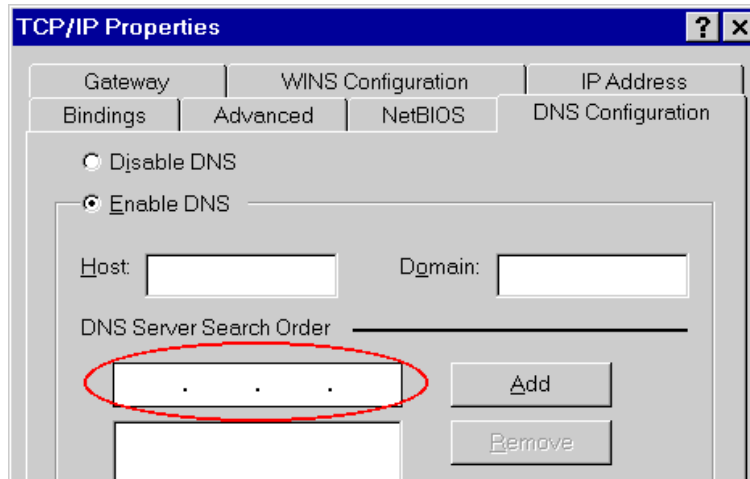 TCP/IP Properties
Gateway WINS Configuration IP Address
Bindings Advanced NetBIOS DNS Configuration
Disable DNS
Enable DNS
Host: Domain:
DNS Server Search Order
. . . Add
Remove